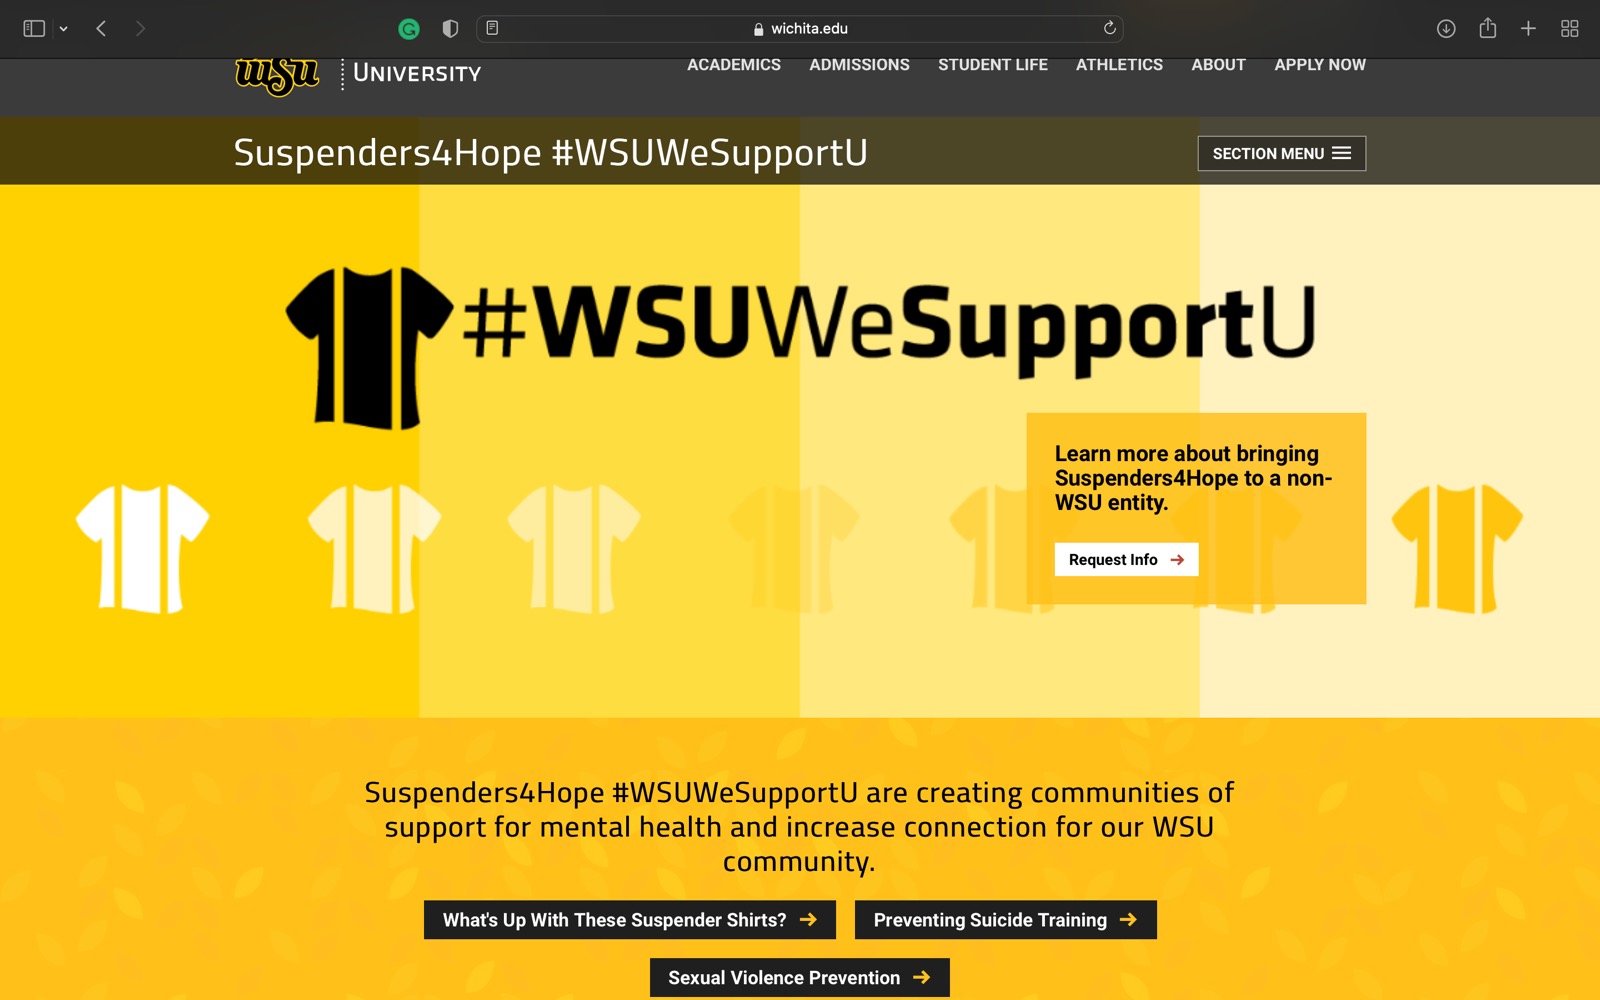 wichita.edu
wsu
UNIVERSITY
ACADEMICS ADMISSIONS STUDENT LIFE ATHLETICS ABOUT APPLY NOW
Suspenders4Hope #WSUWeSupportU
SECTION MENU
#WSUWeSupportU
Learn more about bringing
Suspenders4Hope to a non-
WSU entity.
Request Info
Suspenders4Hope #WSUWeSupportU are creating communities of
support for mental health and increase connection for our WSU
community.
What's Up With These Suspender Shirts? Preventing Suicide Training
Sexual Violence Prevention